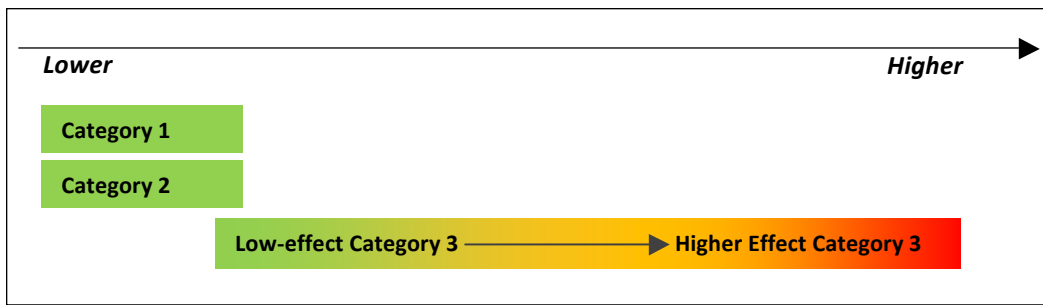 Lower Higher
Category 1
Category 2
Low-effect Category 3 Higher Effect Category 3